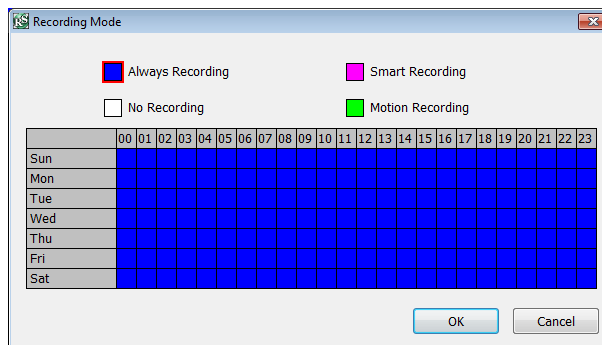 RS Recording Mode
Always Recording Smart Recording
No Recording Motion Recording
00 01 02 03 04 05 06 07 08 09 10 11 12 13 14 15 16 17 18 19 20 21 22 23
Sun
Mon
Tue
Wed
Thu
Fri
Sat
OK Cancel